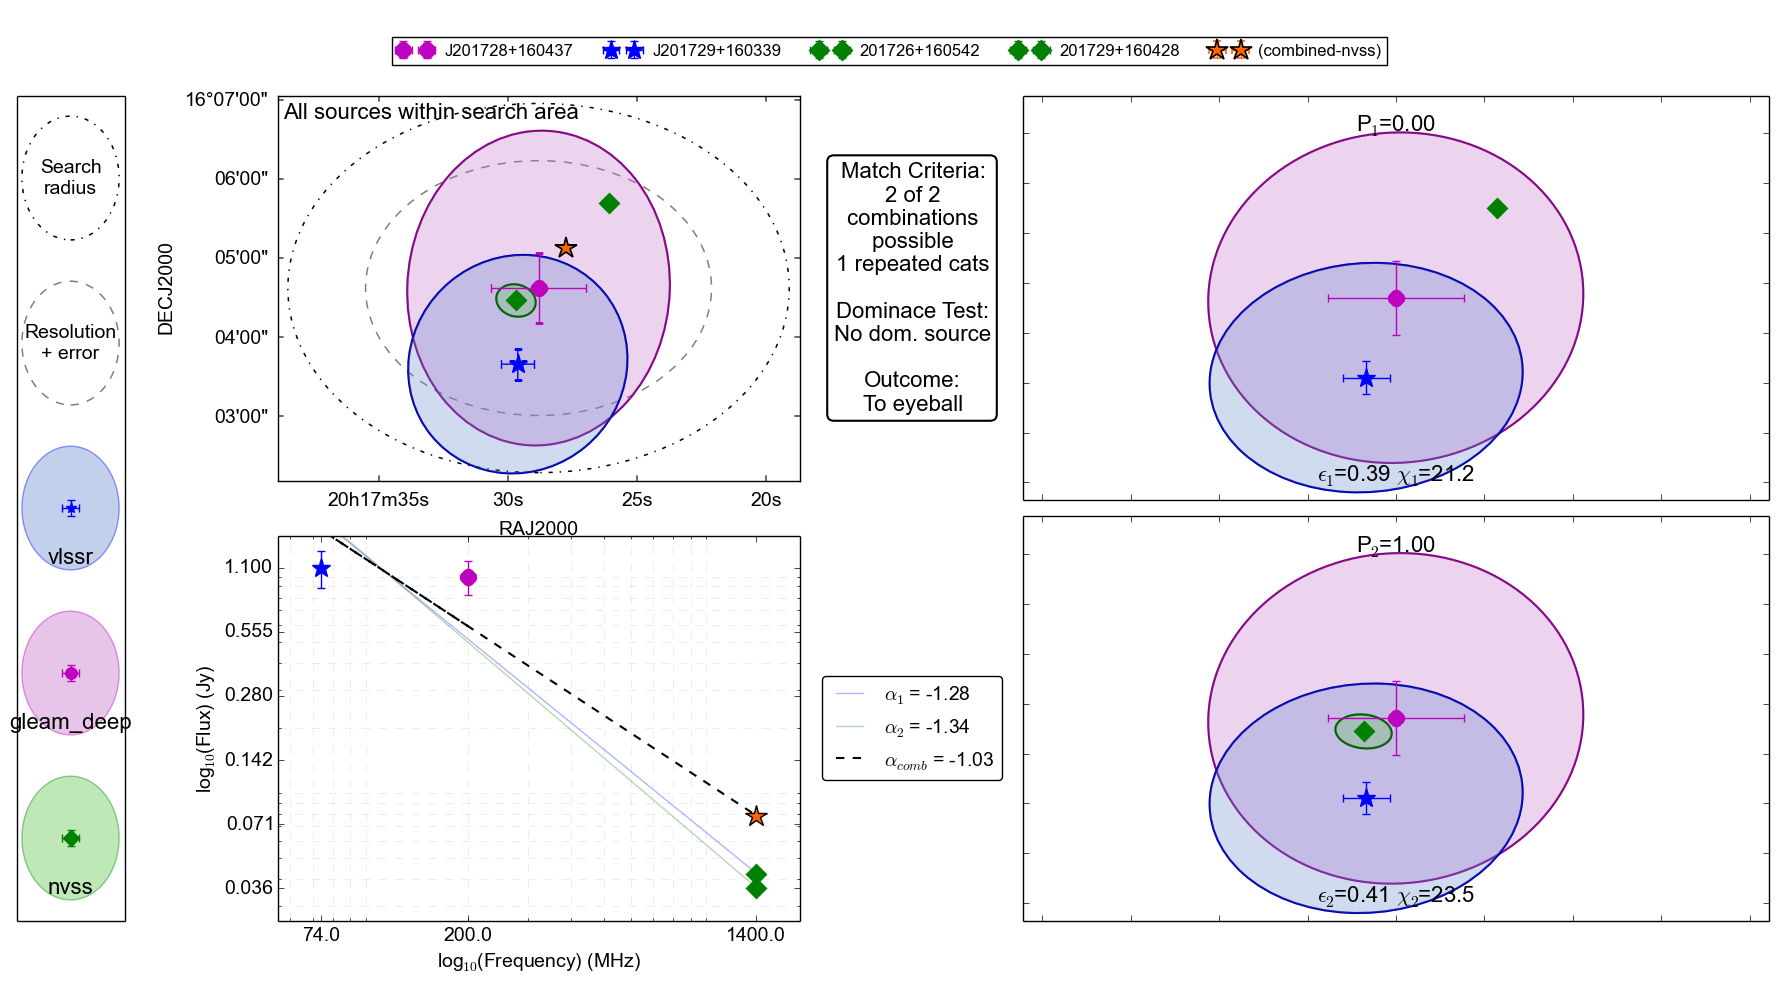 J201728+160437 J201729+160339 201726+160542 201729+160428 (combined-nvss)
Search
radius
Resolution
+ error
vlssr
gleam_deep
nvss
All sources within search area
DECJ2000
16°07'00"
06'00"
05'00"
04'00"
03'00"
20h17m35s 30s 25s 20s
RAJ2000
Match Criteria:
2 of 2
combinations
possible
1 repeated cats
Dominace Test:
No dom. source
Outcome:
To eyeball
P₁=0.00
ϵ₁=0.39 χ₁=21.2
log₁₀(Flux) (Jy)
1.100
0.555
0.280
0.142
0.071
0.036
74.0 200.0 1400.0
log₁₀(Frequency) (MHz)
α₁ = -1.28
α₂ = -1.34
α_comb = -1.03
P₂=1.00
ϵ₂=0.41 χ₂=23.5